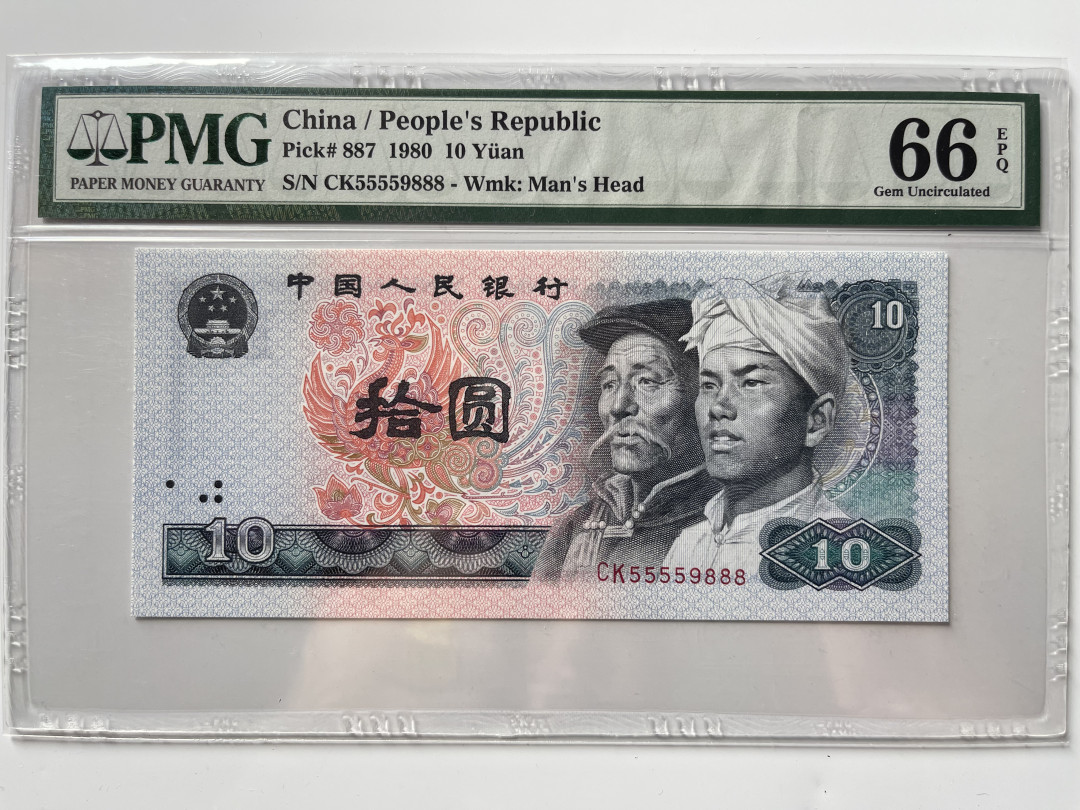 PMG
PAPER MONEY GUARANTY
China / People's Republic
Pick# 887 1980 10 Yüan
S/N CK55559888 - Wmk: Man's Head
66
EPQ
Gem Uncirculated
中国人民银行
10
拾圆
10
CK55559888
10